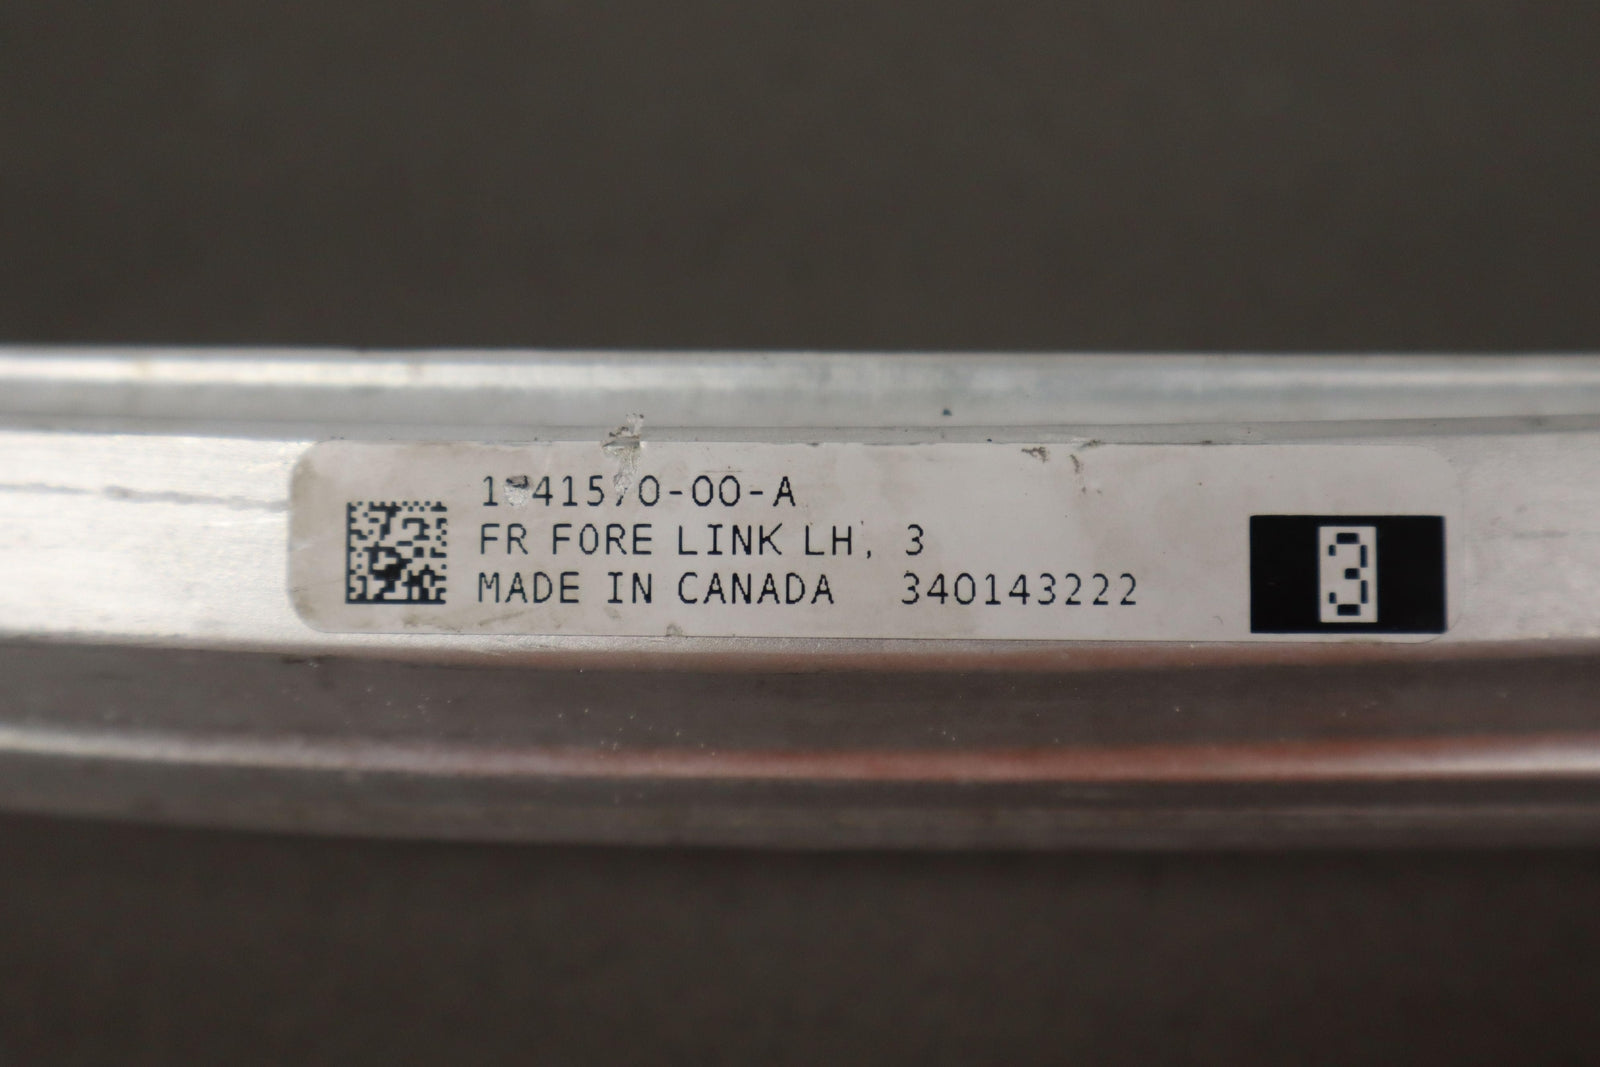 FR FORE LINK LH, 3
MADE IN CANADA 340143222
3